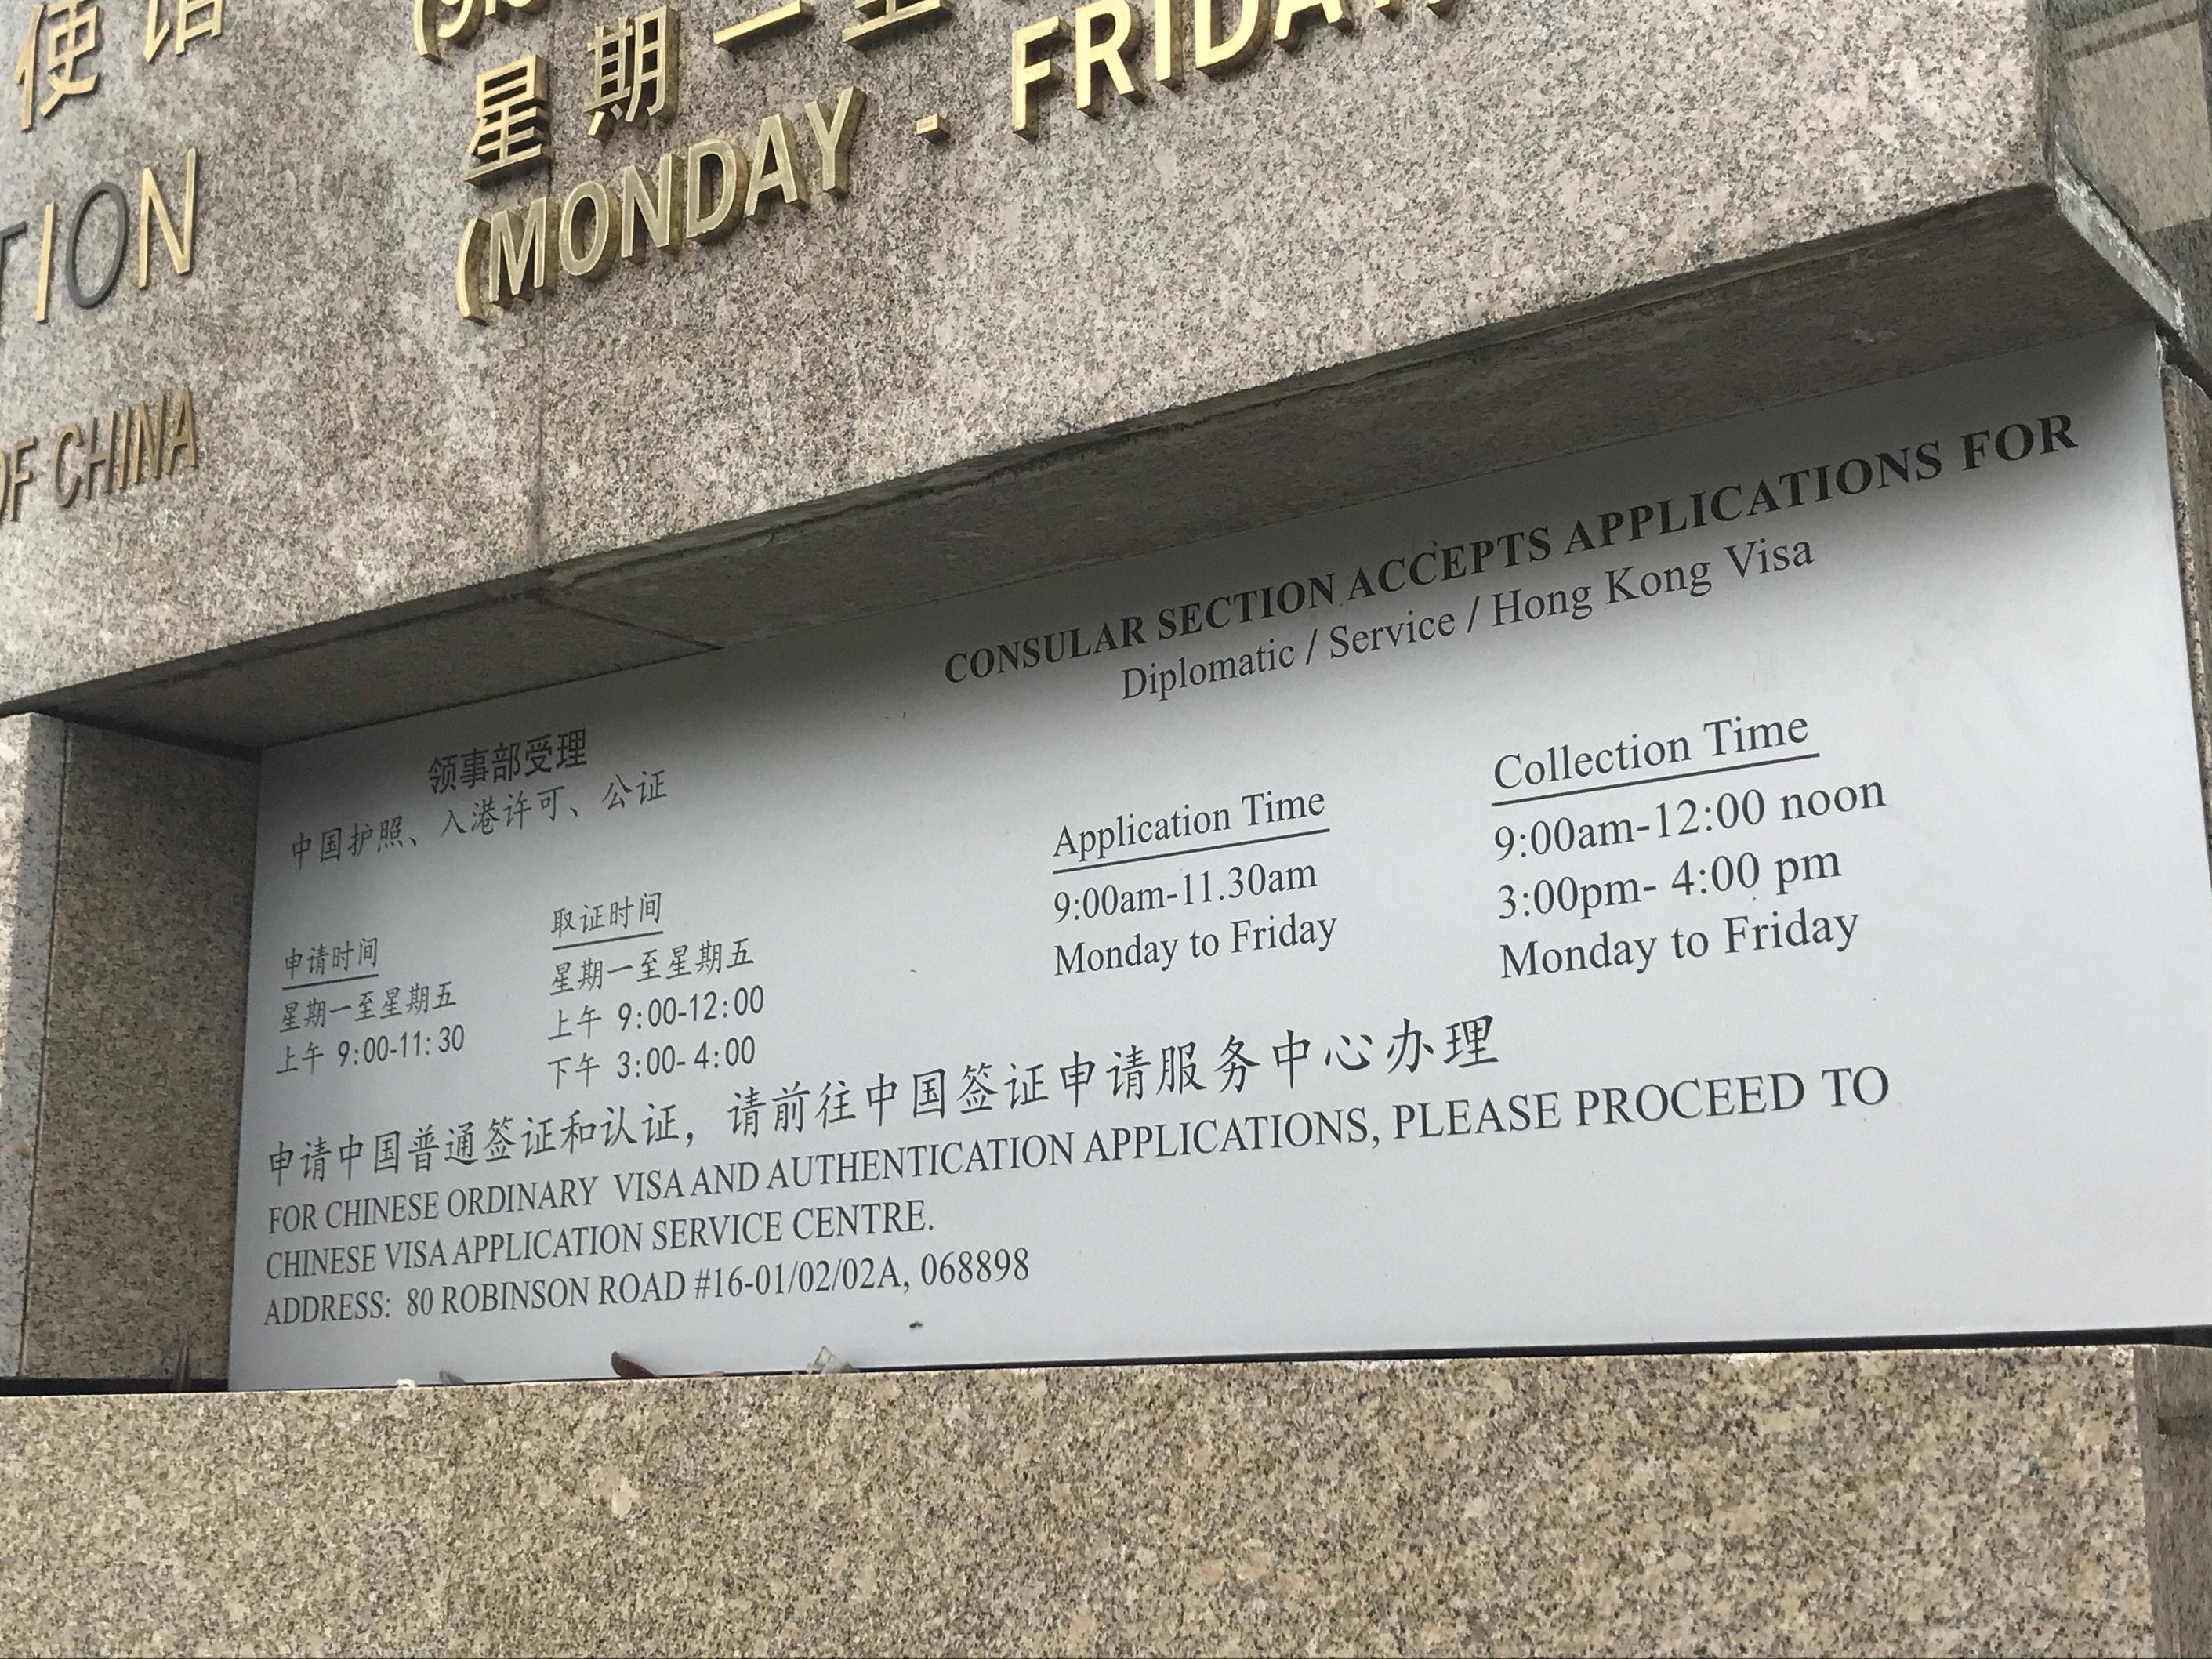 使
TION
OF CHINA
星期一至
(MONDAY - FRIDAY)
CONSULAR SECTION ACCEPTS APPLICATIONS FOR
Diplomatic / Service / Hong Kong Visa
领事部受理
中国护照、入港许可、公证
申请时间
星期一至星期五
上午 9:00-11:30
取证时间
星期一至星期五
上午 9:00-12:00
下午 3:00-4:00
Application Time
9:00am-11.30am
Monday to Friday
Collection Time
9:00am-12:00 noon
3:00pm- 4:00 pm
Monday to Friday
申请中国普通签证和认证，请前往中国签证申请服务中心办理
FOR CHINESE ORDINARY VISA AND AUTHENTICATION APPLICATIONS, PLEASE PROCEED TO
CHINESE VISA APPLICATION SERVICE CENTRE.
ADDRESS: 80 ROBINSON ROAD #16-01/02/02A, 068898